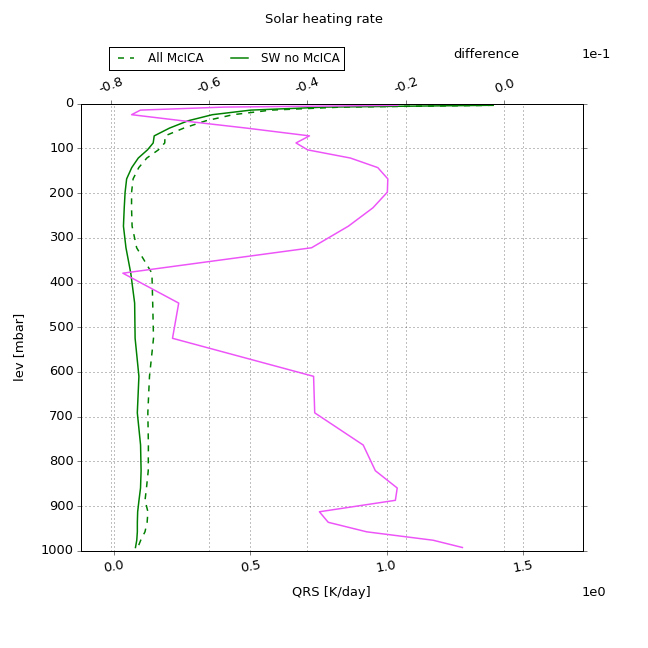 Solar heating rate
All McICA SW no McICA
difference 1e-1
-0.8 -0.6 -0.4 -0.2 0.0
0
100
200
300
400
500
600
700
800
900
1000
lev [mbar]
0.0 0.5 1.0 1.5
QRS [K/day] 1e0